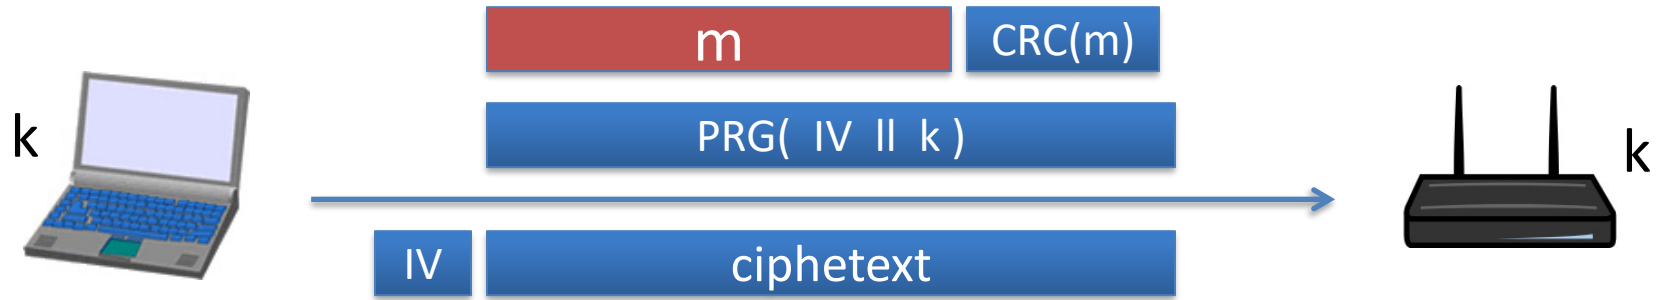 m CRC(m)
k PRG( IV ll k ) k
IV ciphetext